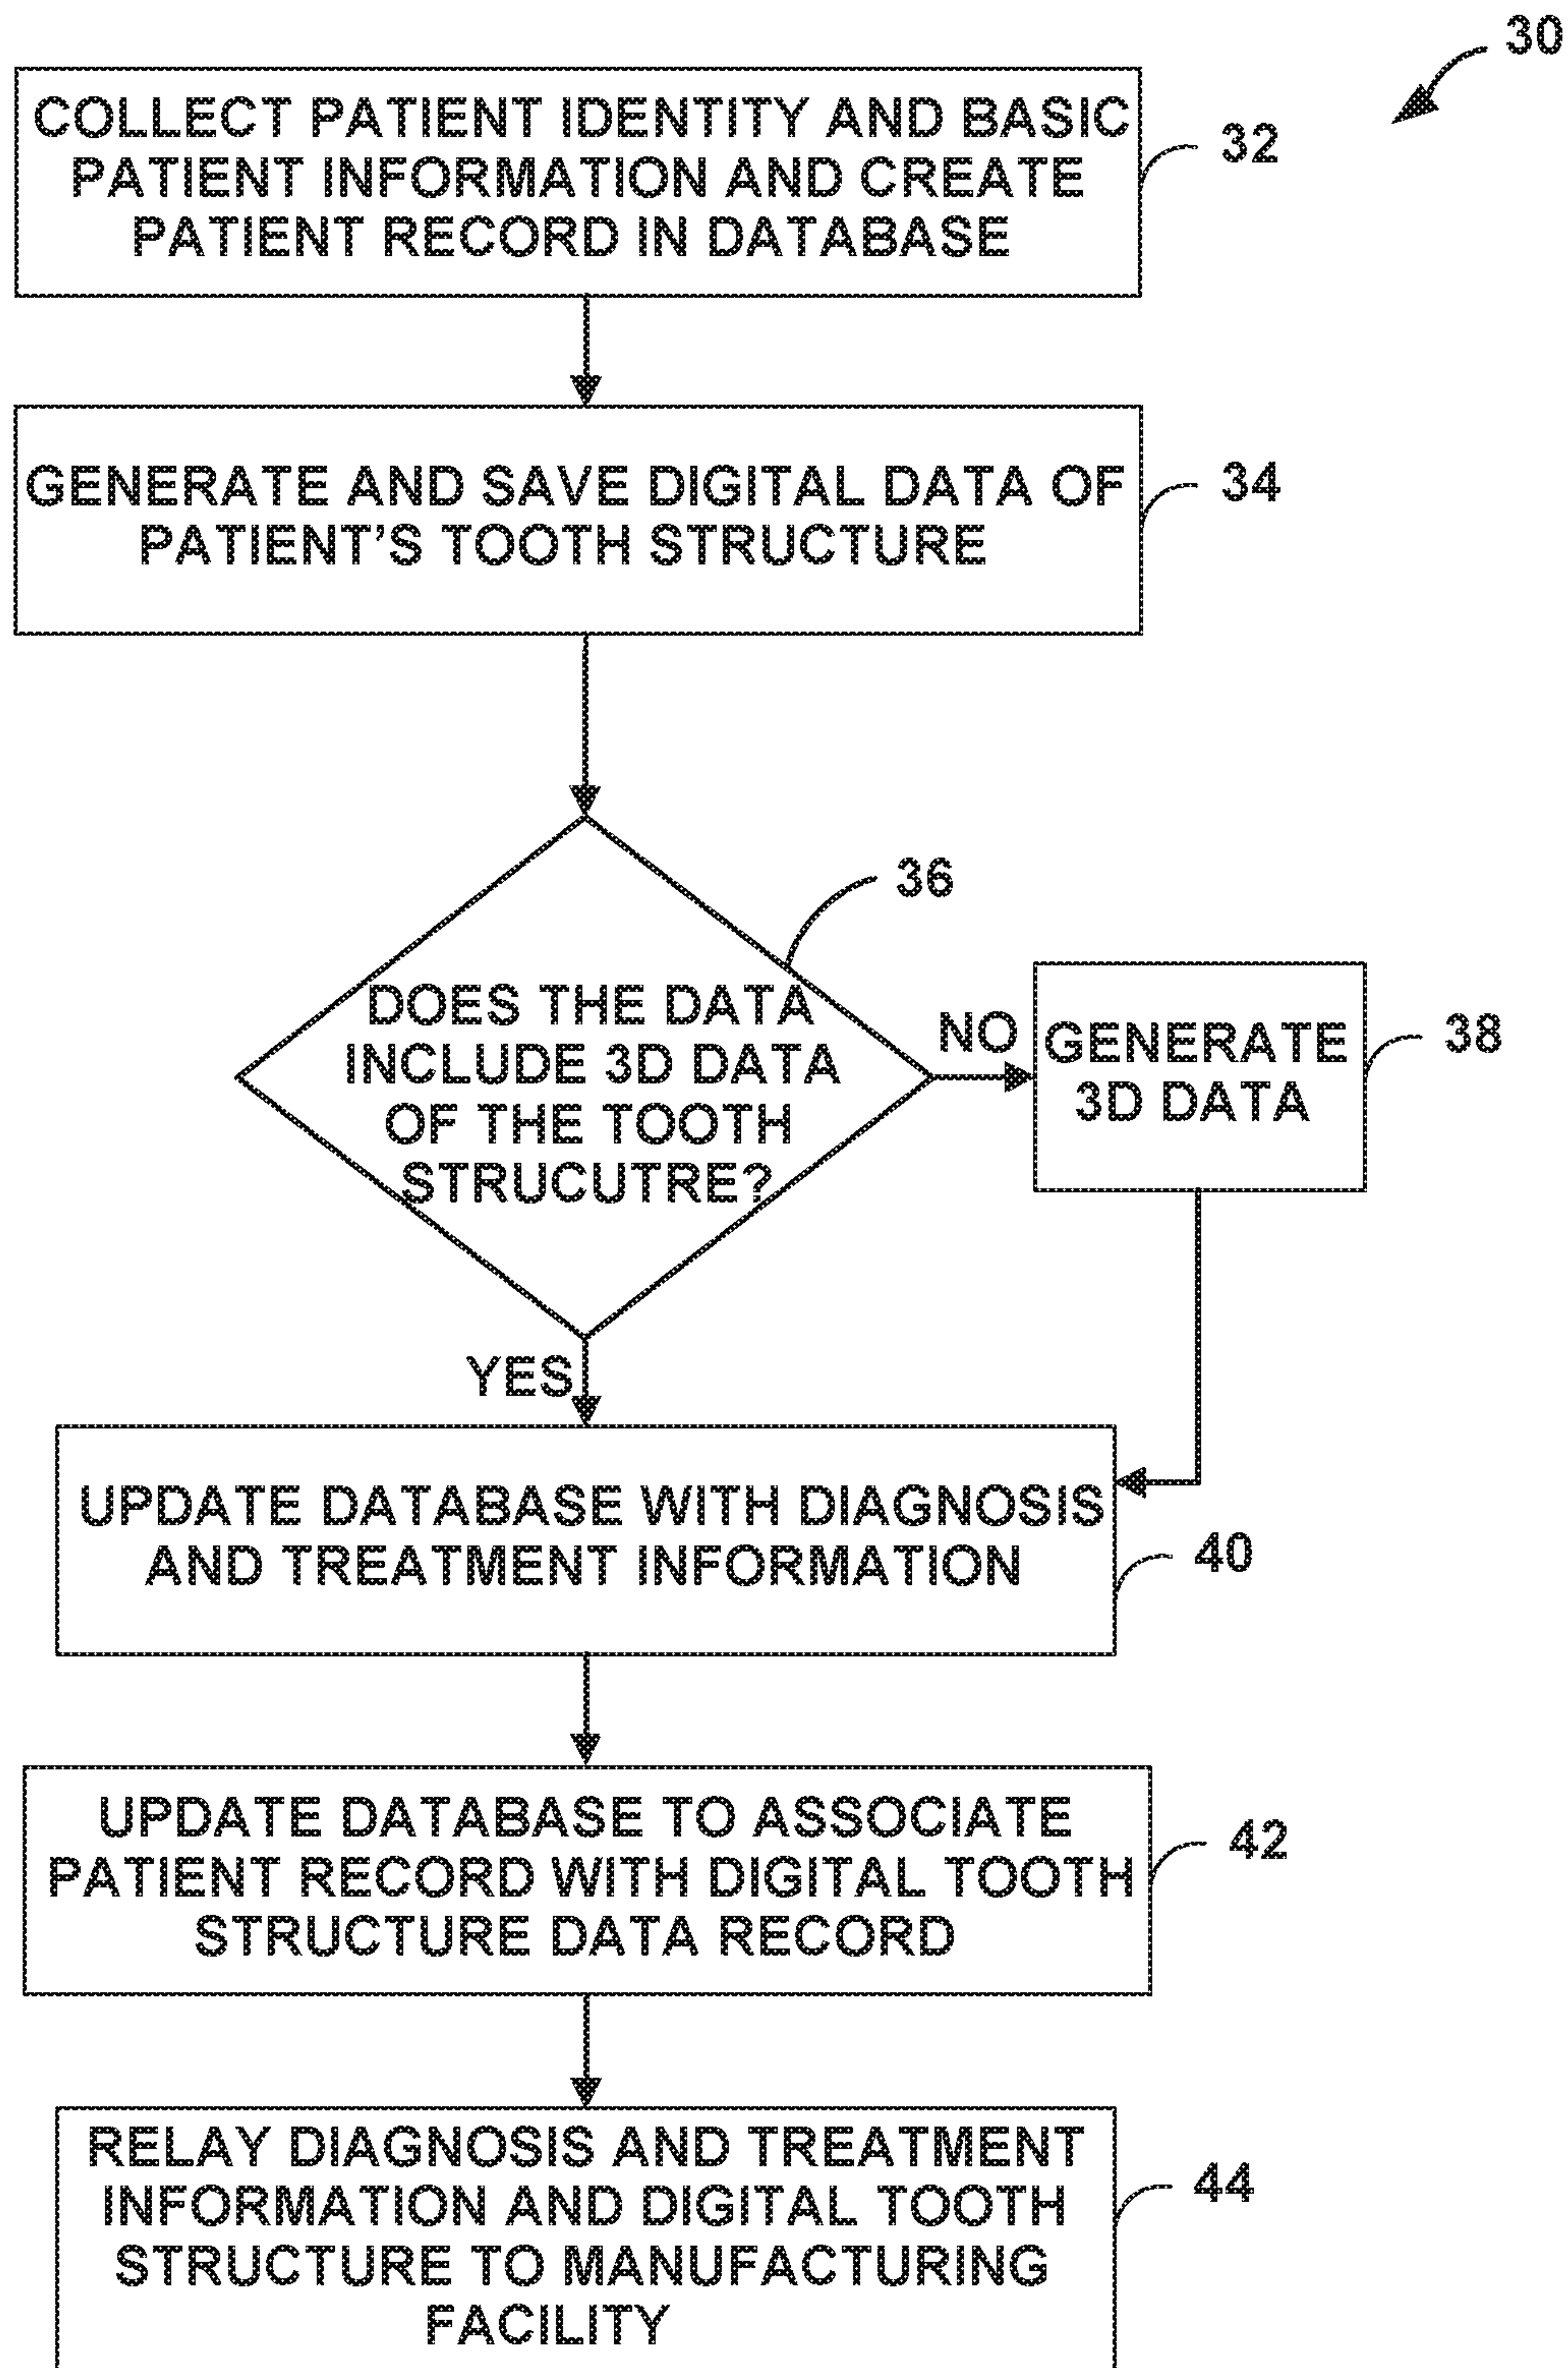 30
COLLECT PATIENT IDENTITY AND BASIC
PATIENT INFORMATION AND CREATE
PATIENT RECORD IN DATABASE
32
GENERATE AND SAVE DIGITAL DATA OF
PATIENT’S TOOTH STRUCTURE
34
36
DOES THE DATA
INCLUDE 3D DATA
OF THE TOOTH
STRUCUTRE?
NO
GENERATE
3D DATA
38
YES
UPDATE DATABASE WITH DIAGNOSIS
AND TREATMENT INFORMATION
40
UPDATE DATABASE TO ASSOCIATE
PATIENT RECORD WITH DIGITAL TOOTH
STRUCTURE DATA RECORD
42
RELAY DIAGNOSIS AND TREATMENT
INFORMATION AND DIGITAL TOOTH
STRUCTURE TO MANUFACTURING
FACILITY
44